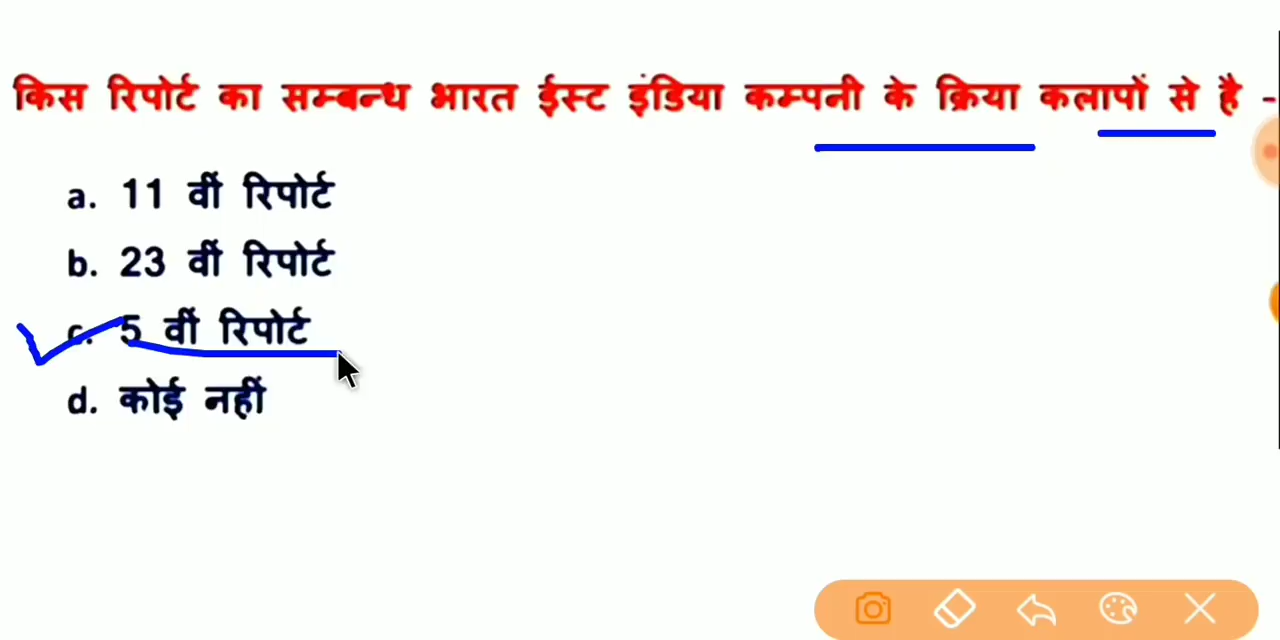 किस रिपोर्ट का सम्बन्ध भारत ईस्ट इंडिया कम्पनी के क्रिया कलापों से है -
a. 11 वीं रिपोर्ट
b. 23 वीं रिपोर्ट
c. 5 वीं रिपोर्ट
d. कोई नहीं